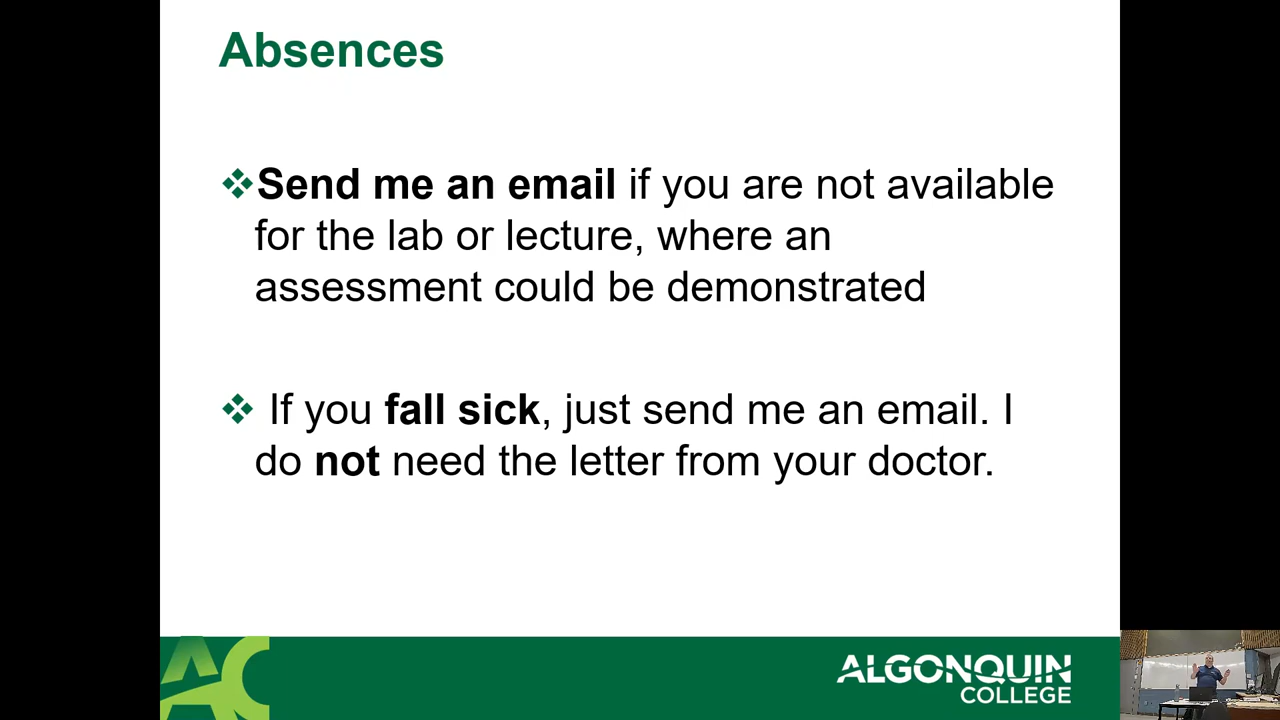 Absences
❖Send me an email if you are not available
for the lab or lecture, where an
assessment could be demonstrated
❖ If you fall sick, just send me an email. I
do not need the letter from your doctor.
AC
ALGONQUIN
COLLEGE